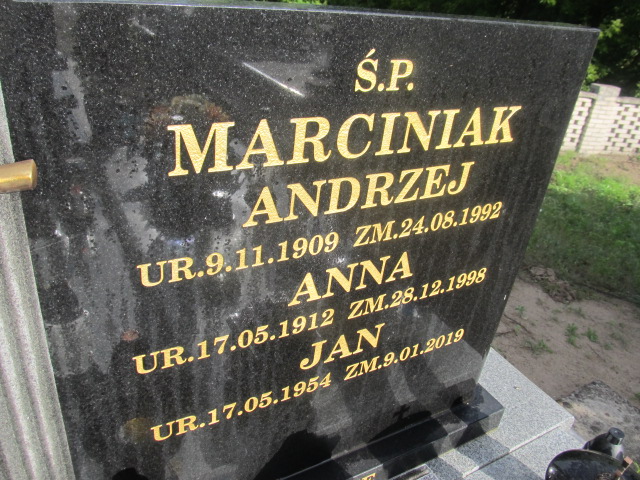 Ś.P.
MARCINIAK
ANDRZEJ
UR.9.11.1909 ZM.24.08.1992
ANNA
UR.17.05.1912 ZM.28.12.1998
JAN
UR.17.05.1954 ZM.9.01.2019